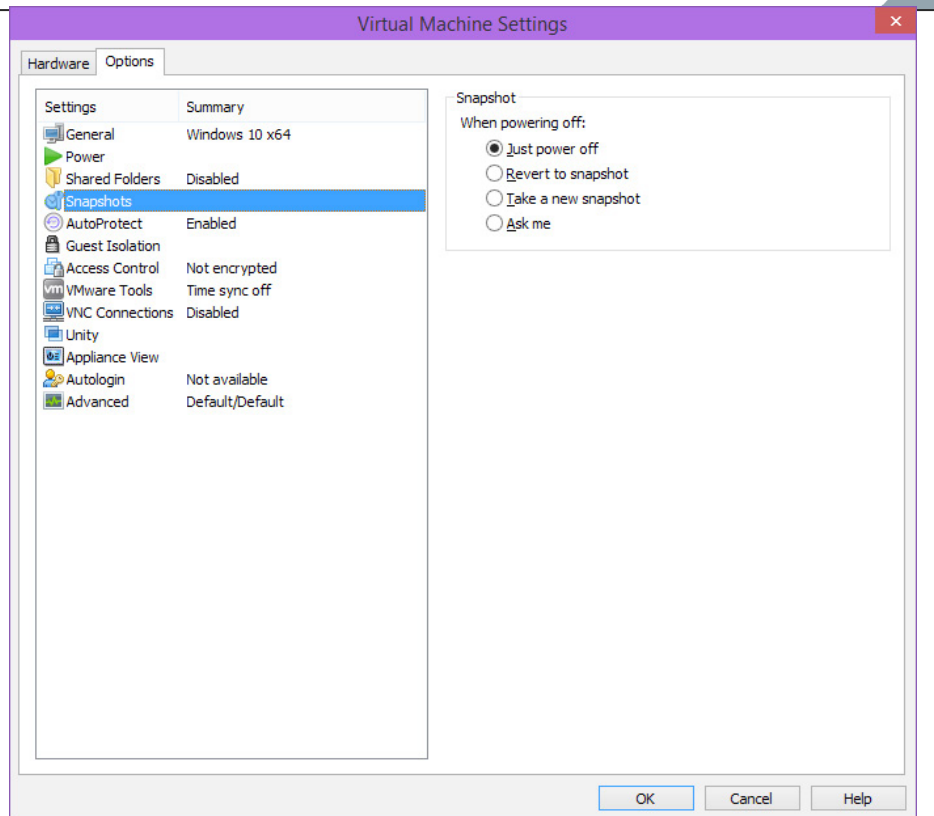 Virtual Machine Settings
Hardware Options
Settings Summary
General Windows 10 x64
Power
Shared Folders Disabled
Snapshots
AutoProtect Enabled
Guest Isolation
Access Control Not encrypted
vm VMware Tools Time sync off
VNC Connections Disabled
Unity
Appliance View
Autologin Not available
Advanced Default/Default
Snapshot
When powering off:
Just power off
Revert to snapshot
Take a new snapshot
Ask me
OK Cancel Help